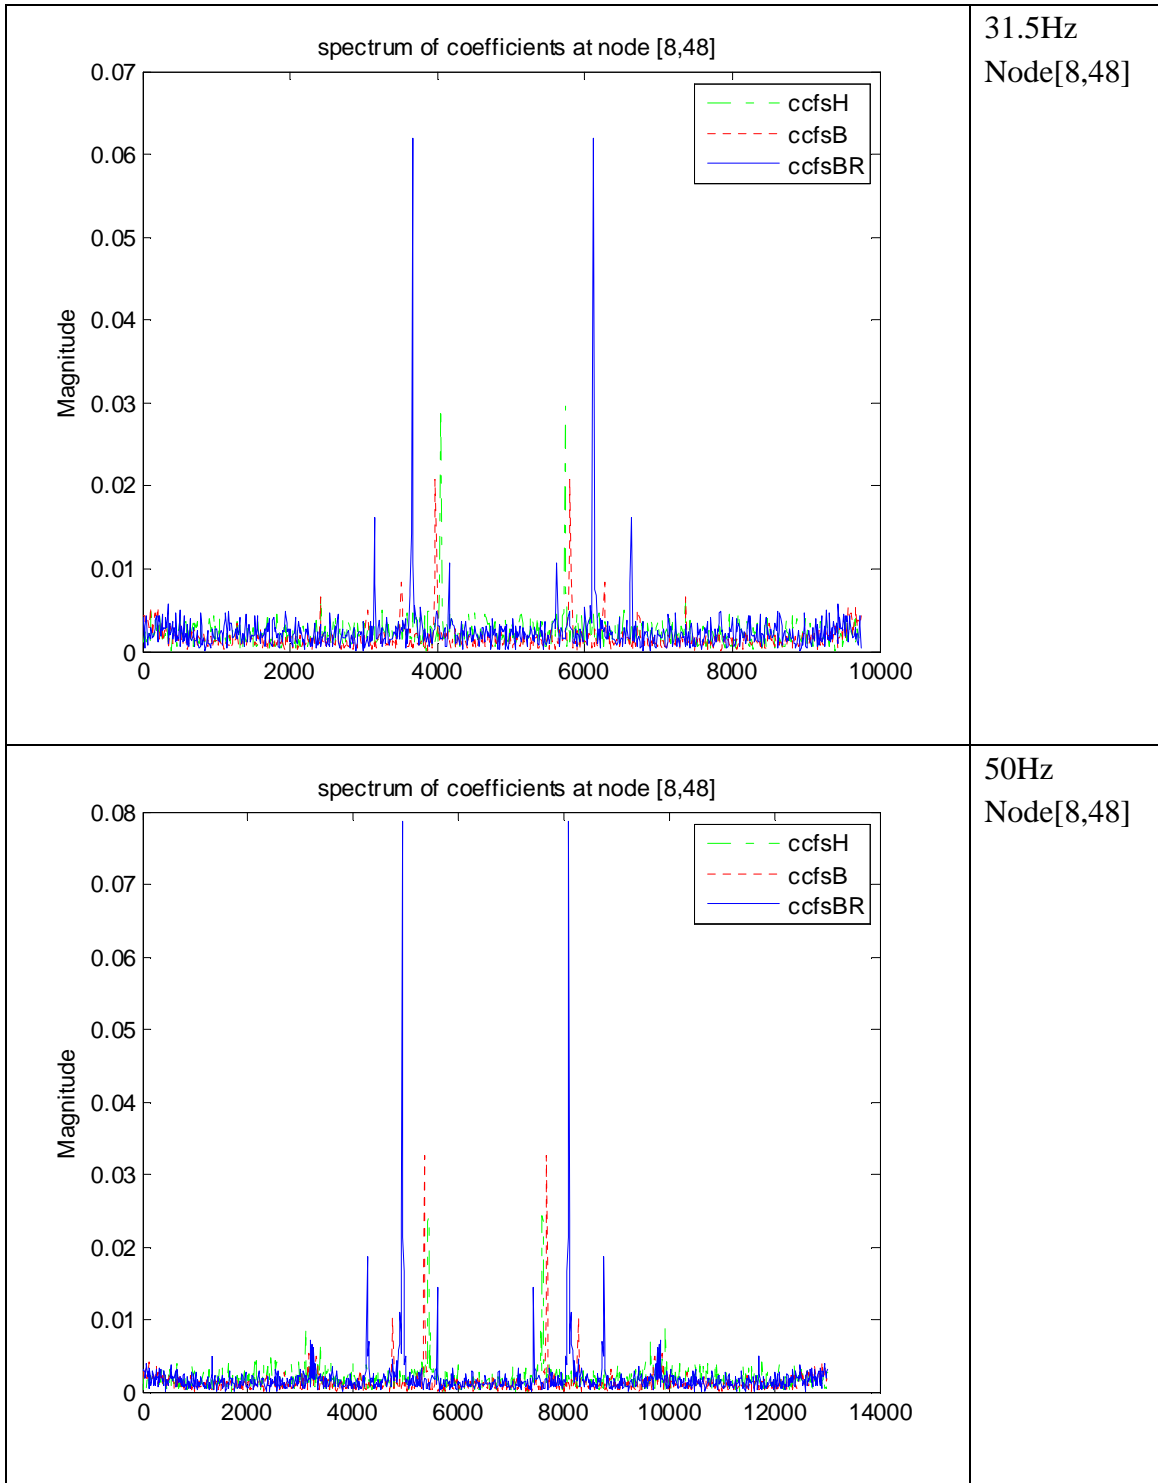 spectrum of coefficients at node [8,48]
0.07
0.06
0.05
0.04
0.03
0.02
0.01
0
Magnitude
ccfsH
ccfsB
ccfsBR
0 2000 4000 6000 8000 10000
31.5Hz
Node[8,48]
spectrum of coefficients at node [8,48]
0.08
0.07
0.06
0.05
0.04
0.03
0.02
0.01
0
Magnitude
ccfsH
ccfsB
ccfsBR
0 2000 4000 6000 8000 10000 12000 14000
50Hz
Node[8,48]